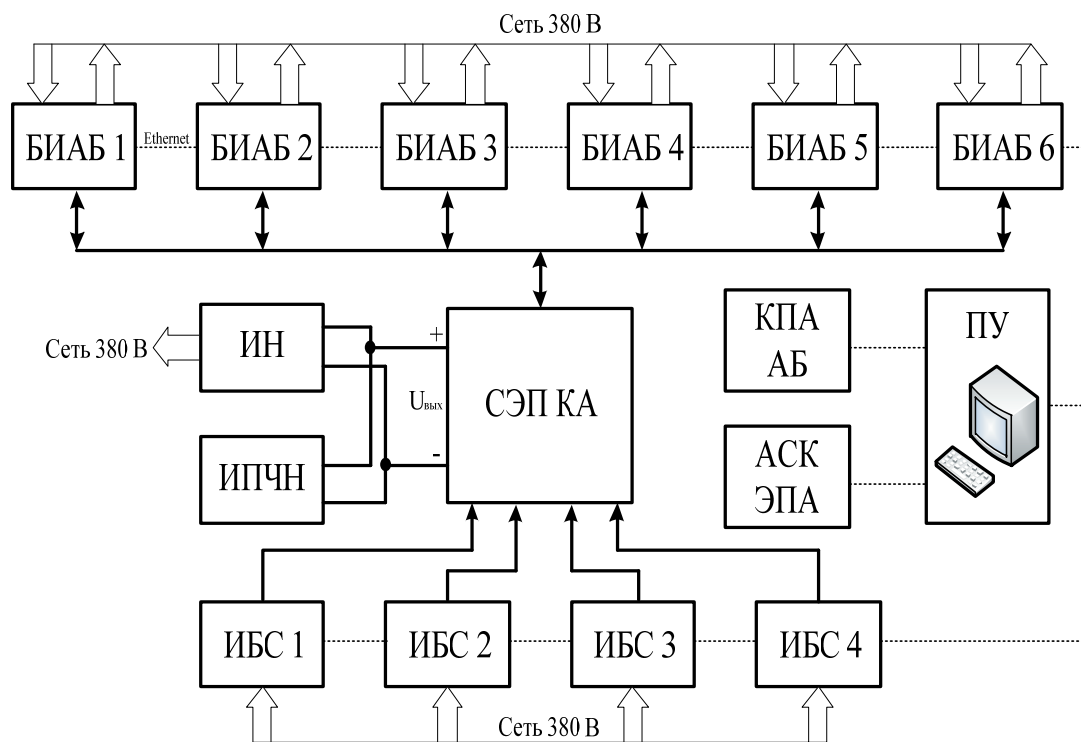 Сеть 380 В
БИАБ 1
Ethernet
БИАБ 2
БИАБ 3
БИАБ 4
БИАБ 5
БИАБ 6
Сеть 380 В
ИН
+
Uвых
-
СЭП КА
КПА
АБ
ПУ
ИПЧН
АСК
ЭПА
ИБС 1
ИБС 2
ИБС 3
ИБС 4
Сеть 380 В